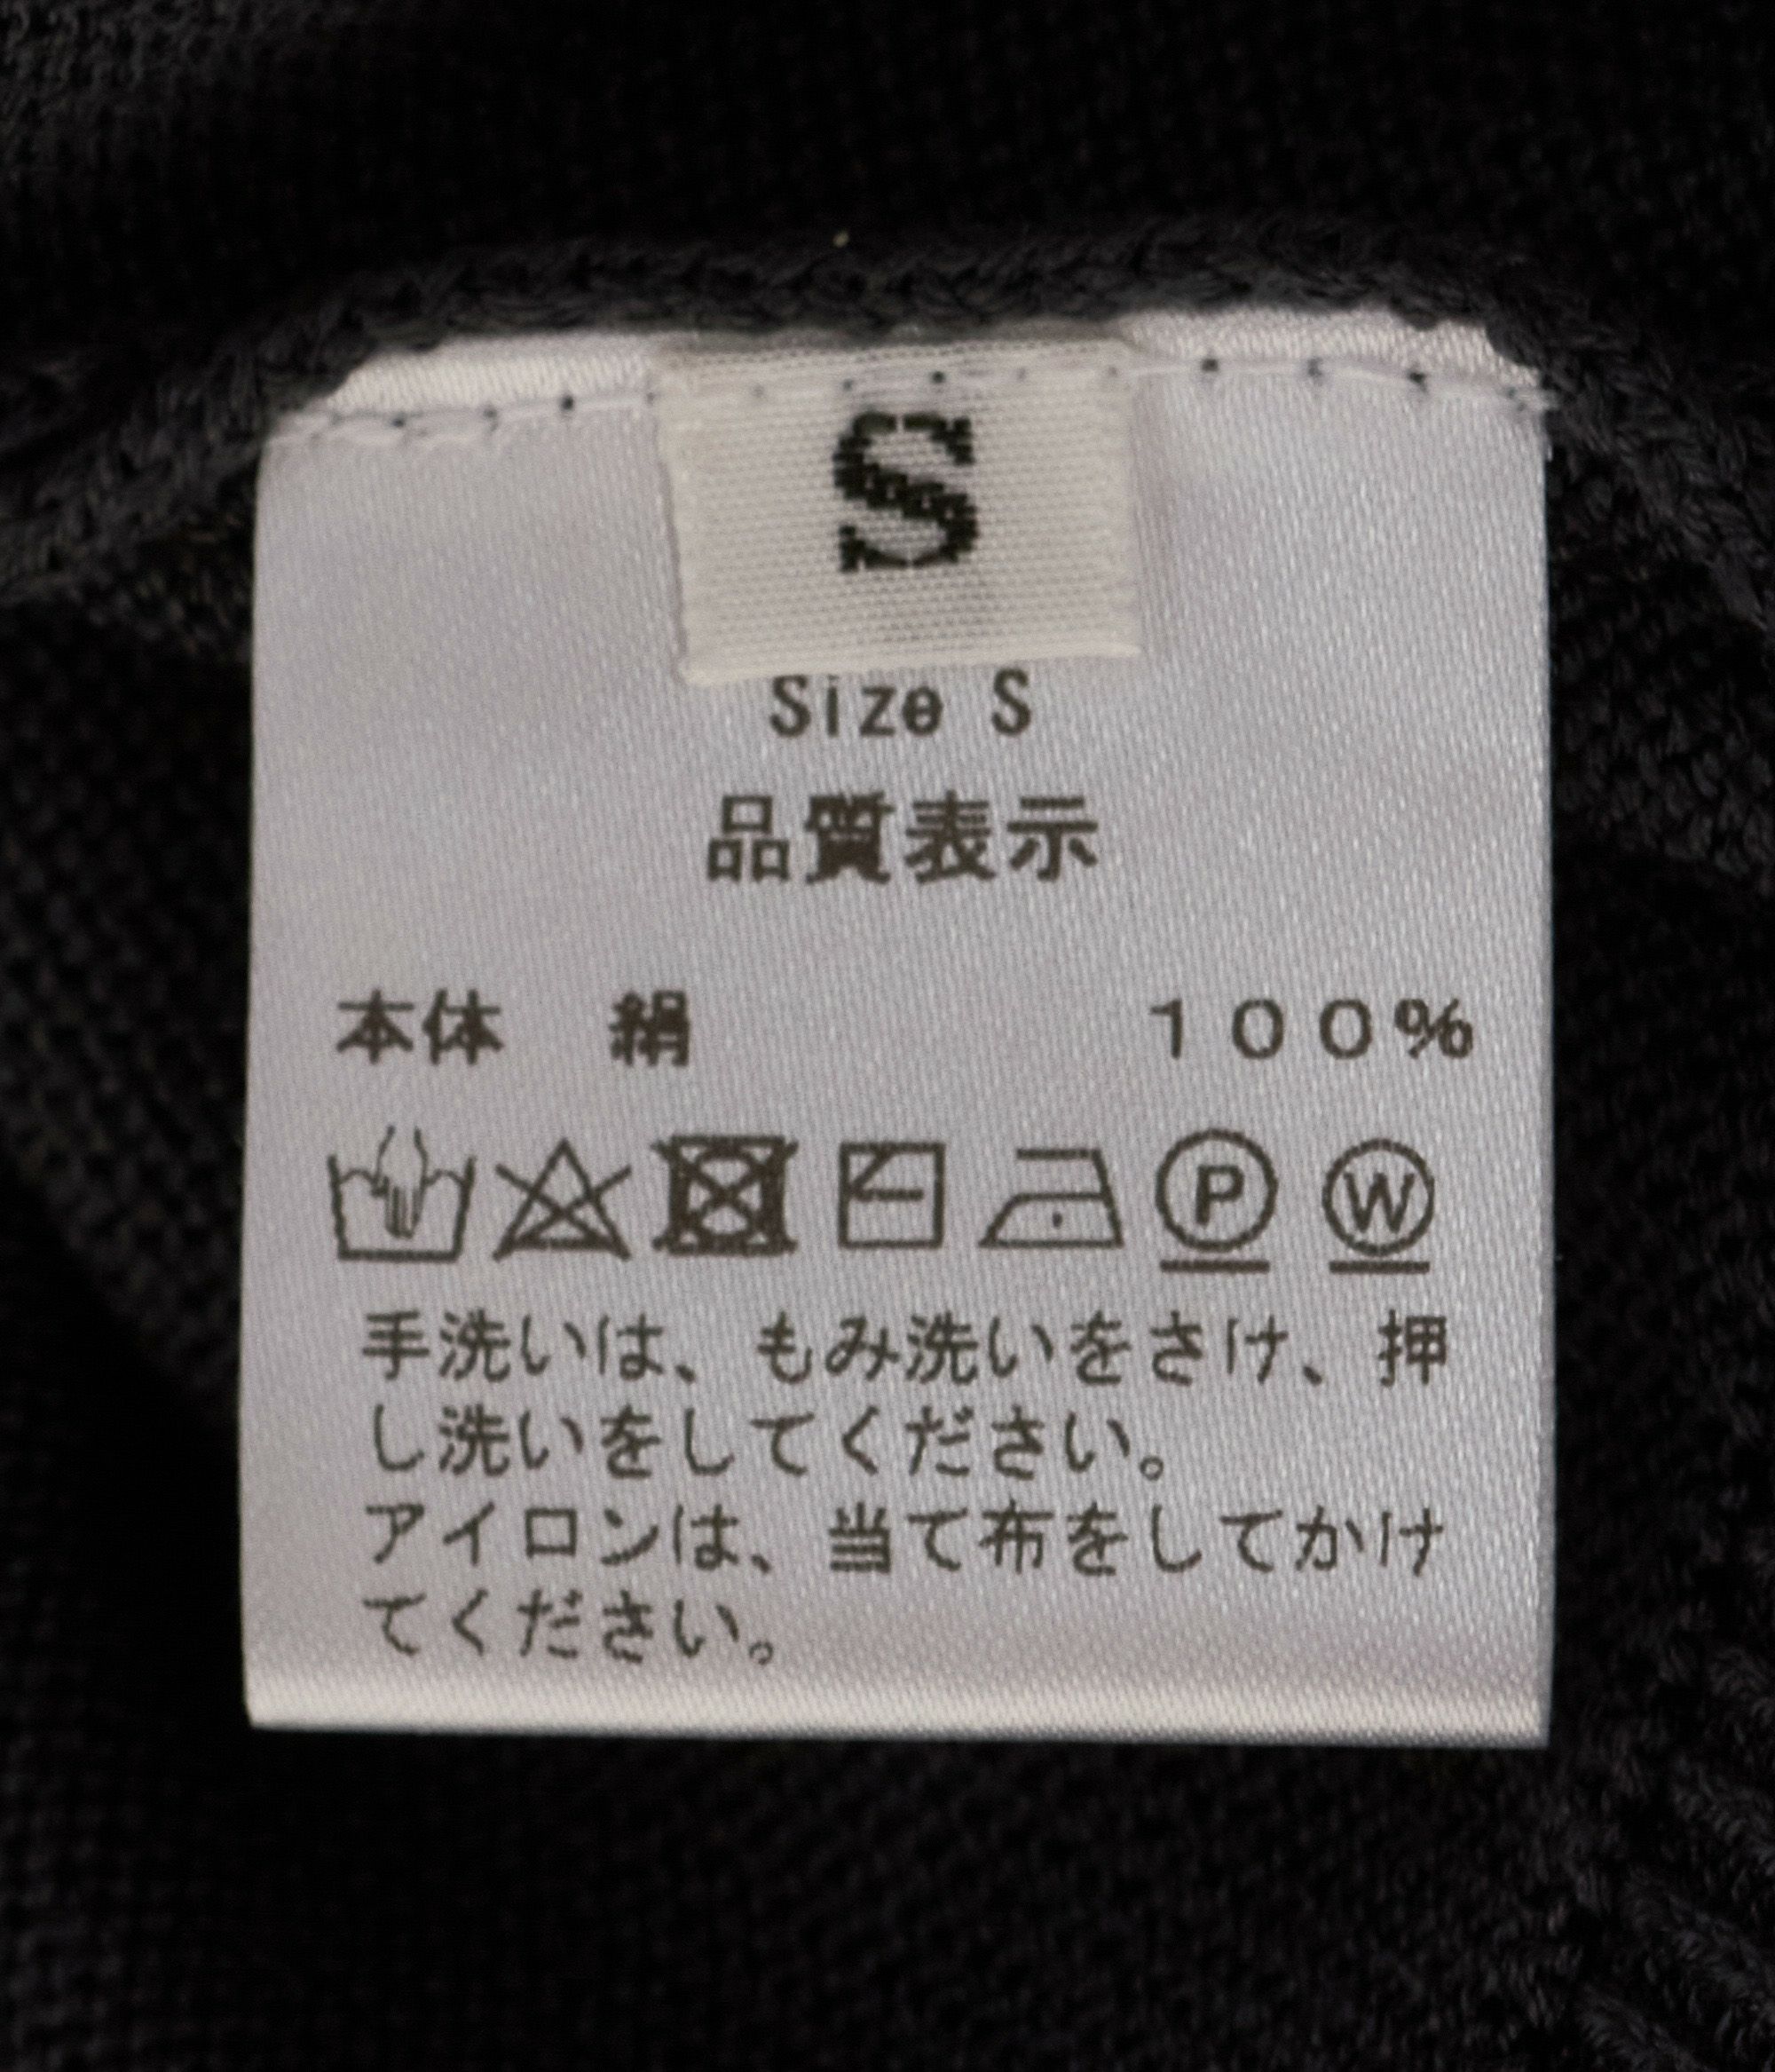 S
Size S
品質表示
本体　絹　１００％
P W
手洗いは、もみ洗いをさけ、押
し洗いをしてください。
アイロンは、当て布をしてかけ
てください。